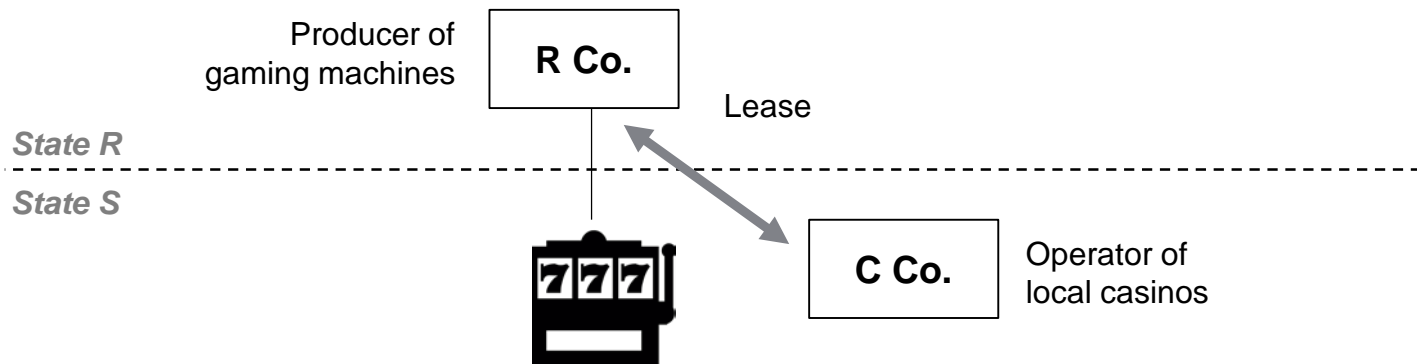 Producer of
gaming machines
R Co.
Lease
State R
State S
777
C Co.
Operator of
local casinos